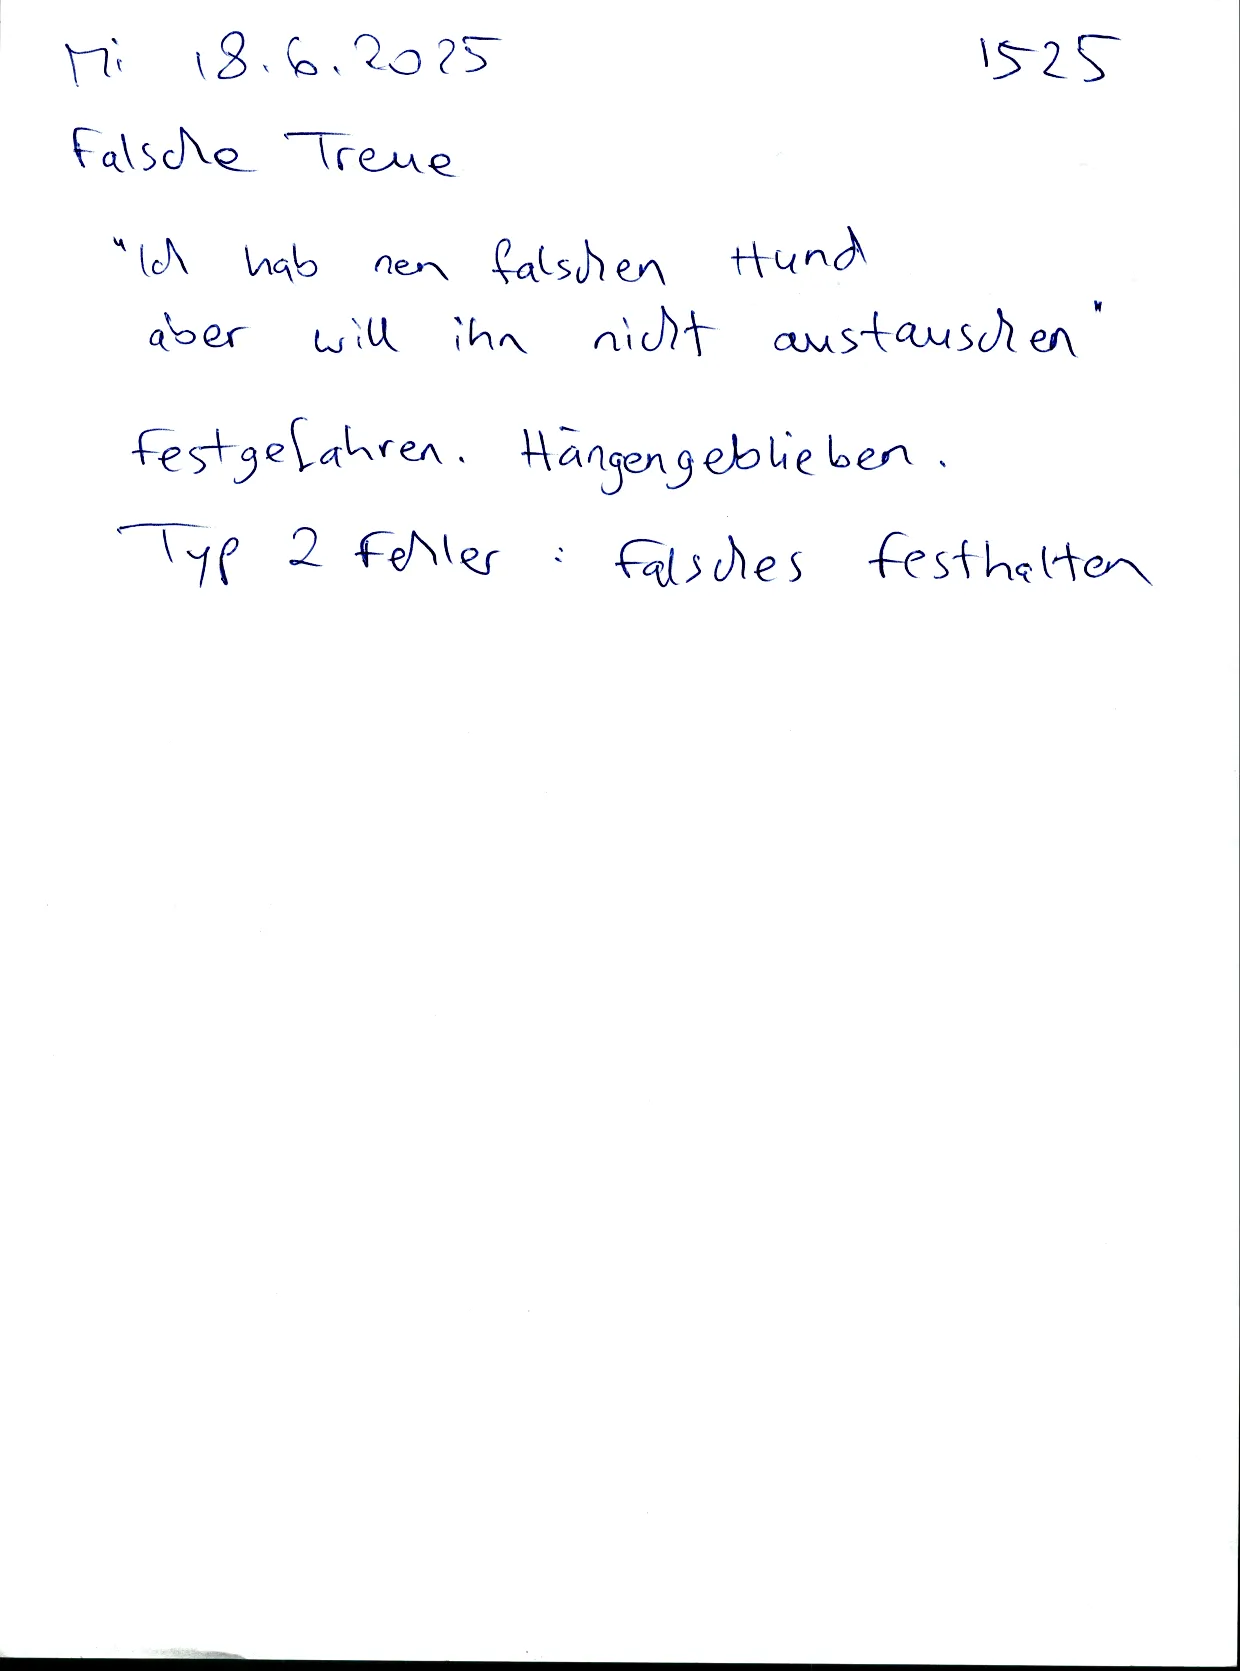 Mi 18.6.2025 1525
Falsche Treue
"Ich hab nen falschen Hund
aber will ihn nicht austauschen"
Festgefahren. Hängengeblieben.
Typ 2 Fehler : Falsches Festhalten